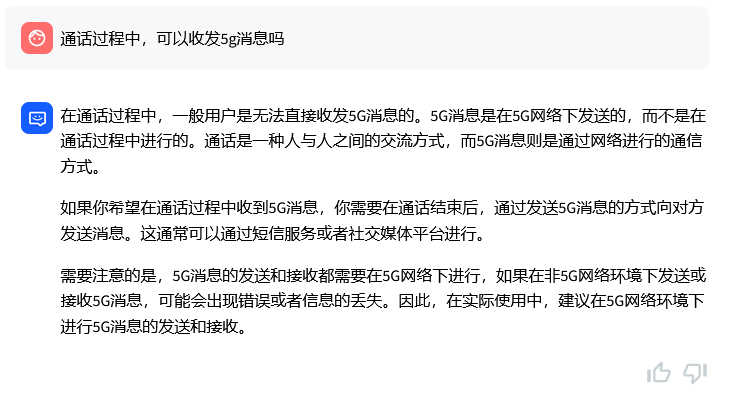 通话过程中，可以收发5g消息吗
在通话过程中，一般用户是无法直接收发5G消息的。5G消息是在5G网络下发送的，而不是在
通话过程中进行的。通话是一种人与人之间的交流方式，而5G消息则是通过网络进行的通信
方式。
如果你希望在通话过程中收到5G消息，你需要在通话结束后，通过发送5G消息的方式向对方
发送消息。这通常可以通过短信服务或者社交媒体平台进行。
需要注意的是，5G消息的发送和接收都需要在5G网络下进行，如果在非5G网络环境下发送或
接收5G消息，可能会出现错误或者信息的丢失。因此，在实际使用中，建议在5G网络环境下
进行5G消息的发送和接收。